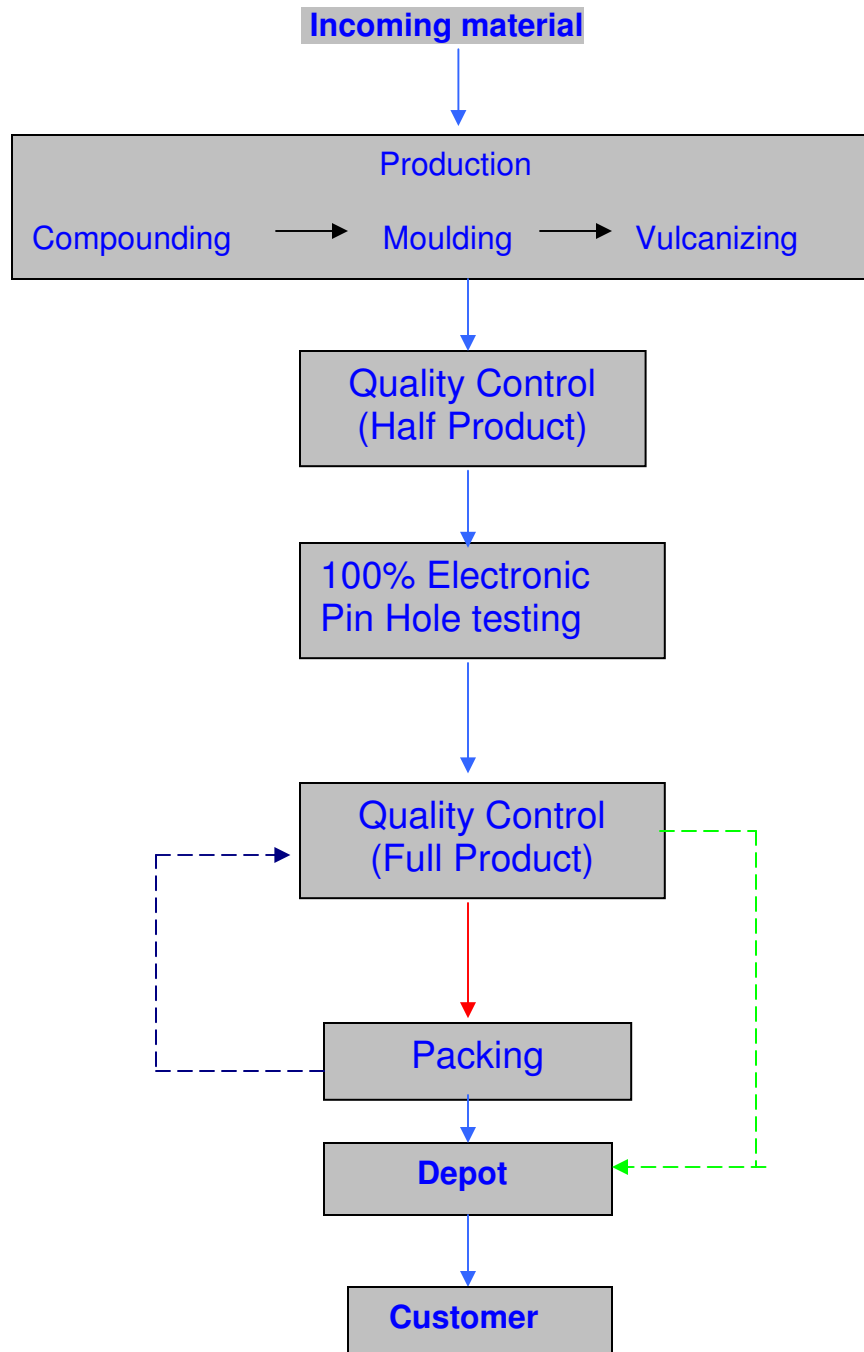 Incoming material
Production
Compounding Moulding Vulcanizing
Quality Control
(Half Product)
100% Electronic
Pin Hole testing
Quality Control
(Full Product)
Packing
Depot
Customer